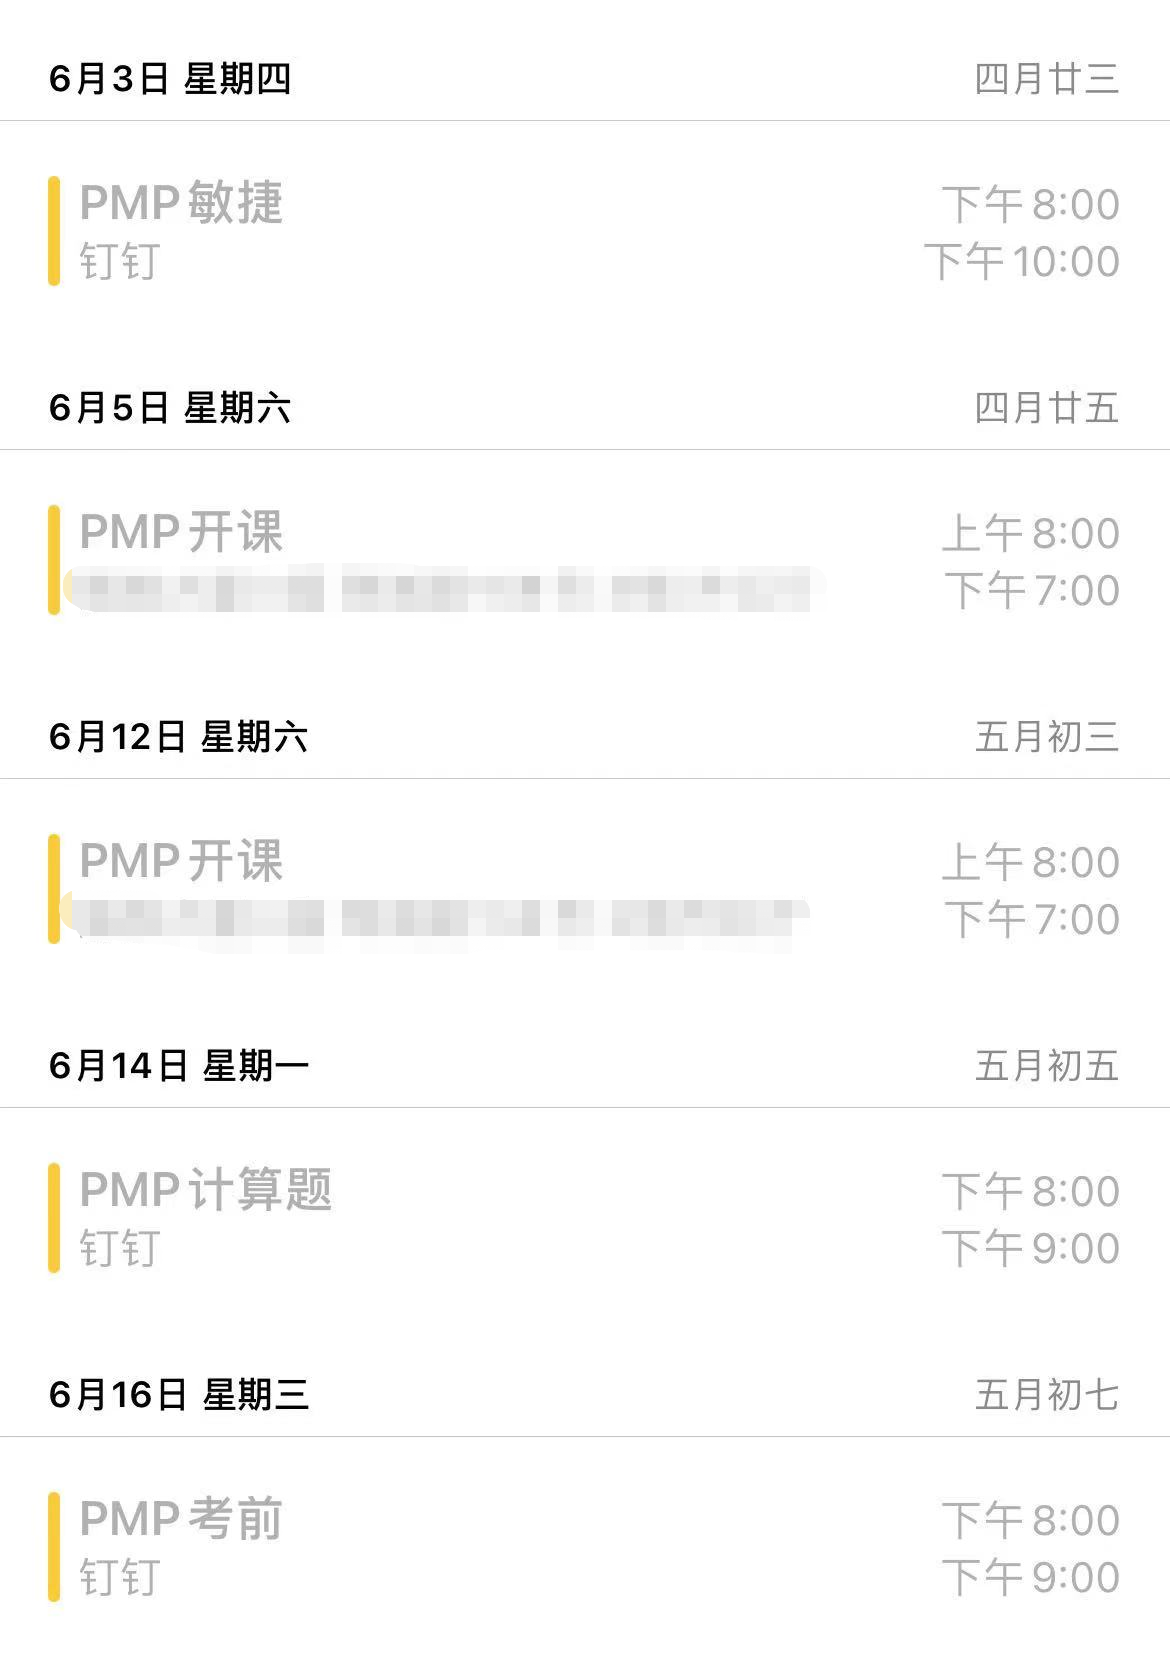 6月3日 星期四 四月廿三
PMP敏捷 下午8:00
钉钉 下午10:00
6月5日 星期六 四月廿五
PMP开课 上午8:00
下午7:00
6月12日 星期六 五月初三
PMP开课 上午8:00
下午7:00
6月14日 星期一 五月初五
PMP计算题 下午8:00
钉钉 下午9:00
6月16日 星期三 五月初七
PMP考前 下午8:00
钉钉 下午9:00